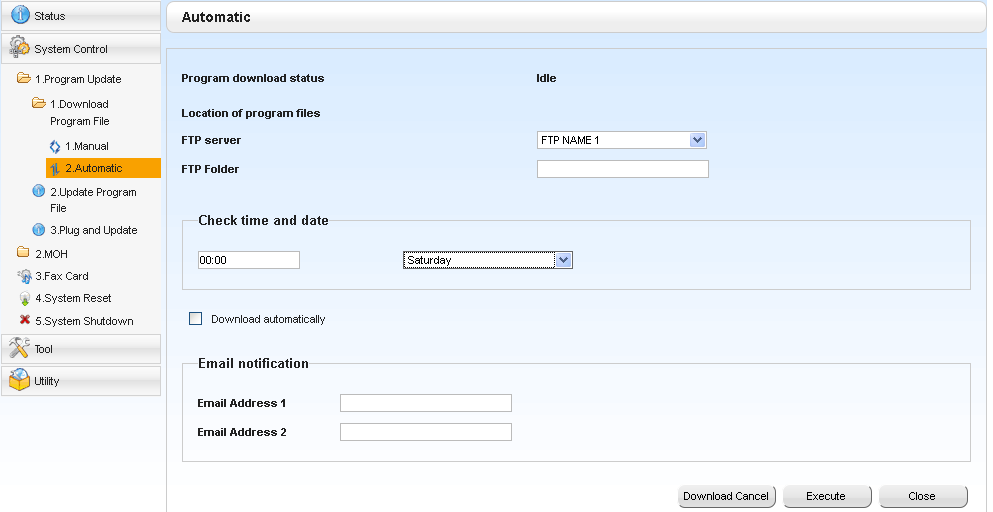 Status
System Control
1.Program Update
1.Download
Program File
1.Manual
2.Automatic
2.Update Program
File
3.Plug and Update
2.MOH
3.Fax Card
4.System Reset
5.System Shutdown
Tool
Utility
Automatic
Program download status Idle
Location of program files
FTP server FTP NAME 1
FTP Folder
Check time and date
00:00 Saturday
Download automatically
Email notification
Email Address 1
Email Address 2
Download Cancel Execute Close